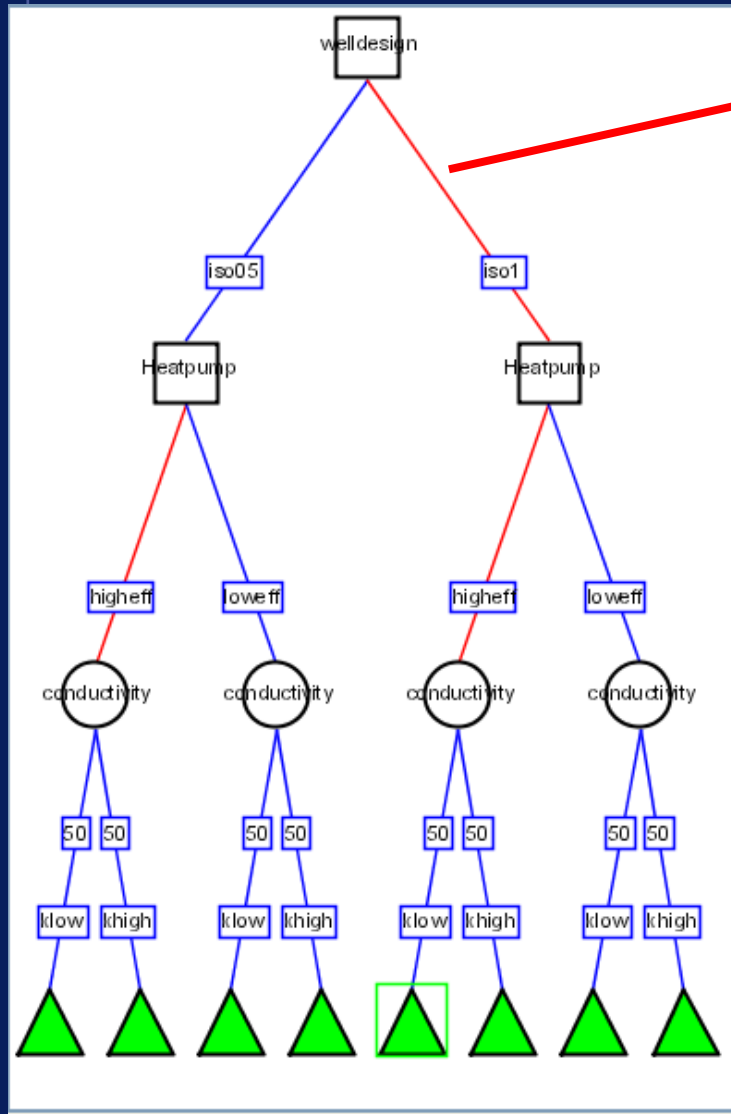 welldesign
iso05 iso1
Heatpump Heatpump
higheff loweff higheff loweff
conductivity conductivity conductivity conductivity
50 50 50 50 50 50 50 50
klow khigh klow khigh klow khigh klow khigh